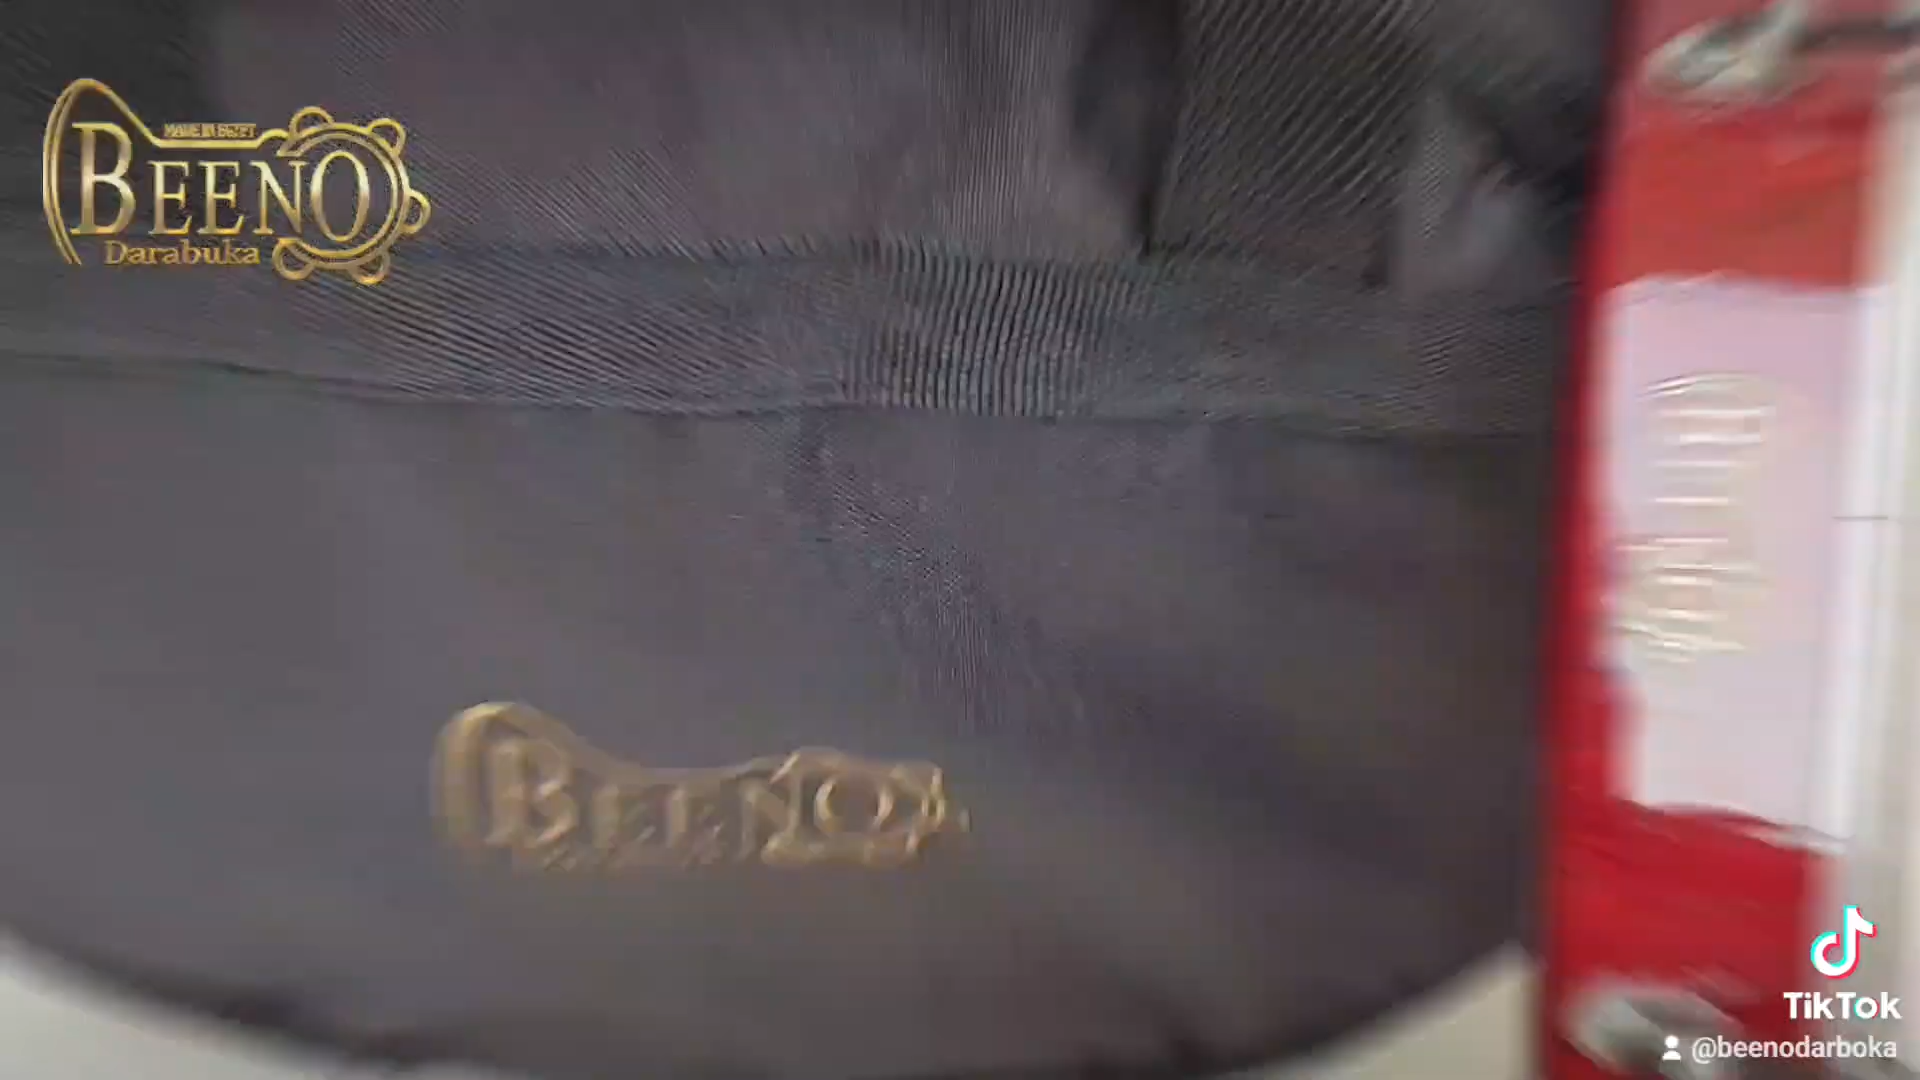 MADE IN EGYPT
BEENO
Darabuka
BEENO
TikTok
@beenodarboka